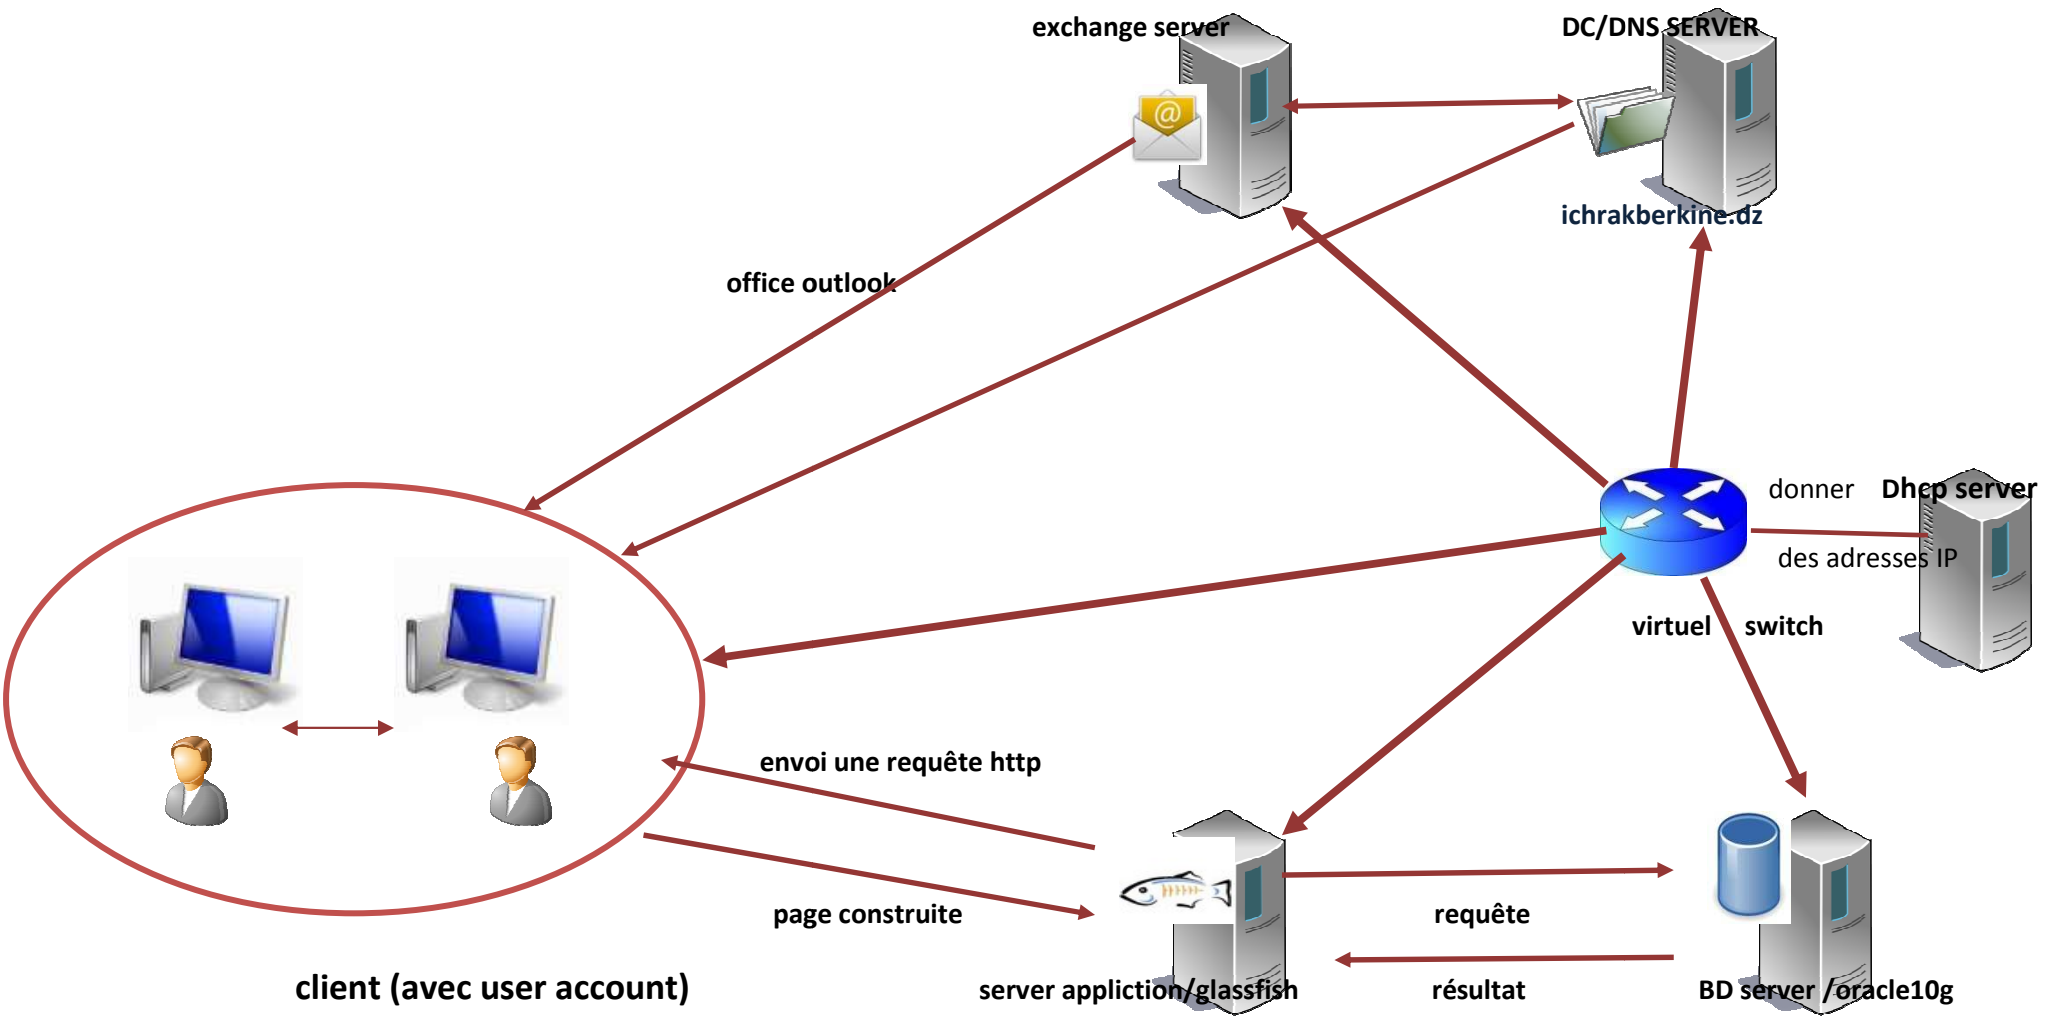 exchange server
DC/DNS SERVER
@
ichrakberkine.dz
office outlook
donner
Dhcp server
des adresses IP
virtuel switch
envoi une requête http
page construite
requête
client (avec user account)
server appliction/glassfish
résultat
BD server /oracle10g